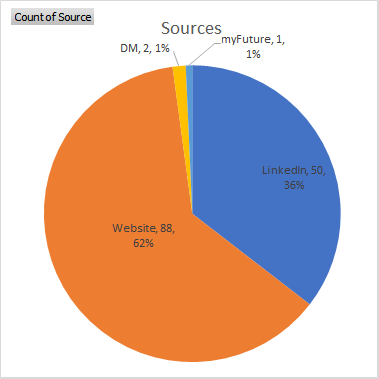 Count of Source
Sources
DM, 2, 1%
myFuture, 1,
1%
LinkedIn, 50,
36%
Website, 88,
62%